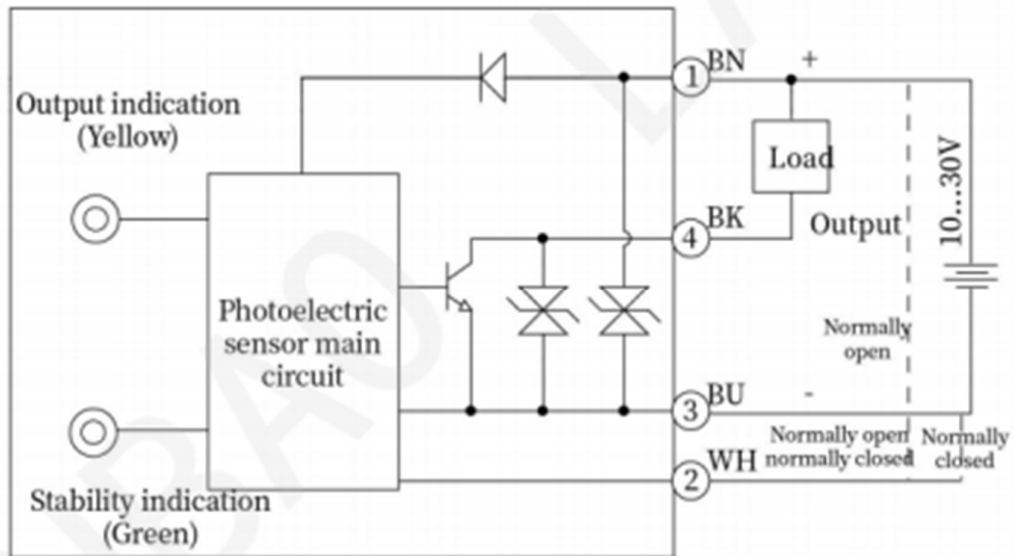 BN
+
1
Output indication
(Yellow)
Load
10...30V
BK
4
Output
Photoelectric
sensor main
circuit
Normally
open
BU
-
3
Normally open
normally closed
Normally
closed
WH
2
Stability indication
(Green)
BAO